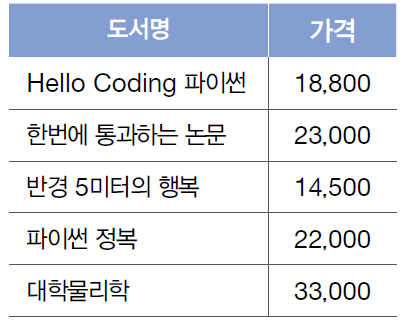 도서명 가격
Hello Coding 파이썬 18,800
한번에 통과하는 논문 23,000
반경 5미터의 행복 14,500
파이썬 정복 22,000
대학물리학 33,000